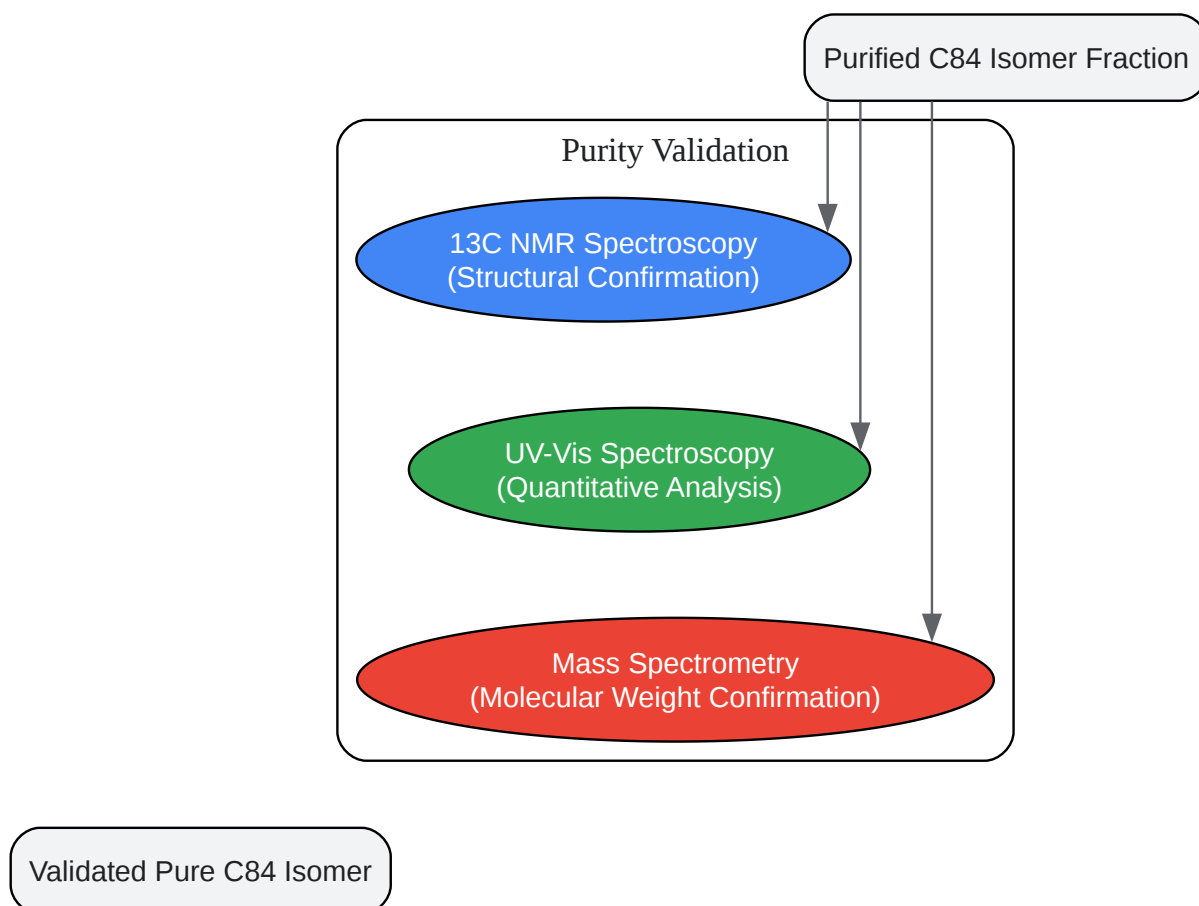 Purified C84 Isomer Fraction
Purity Validation
13C NMR Spectroscopy
(Structural Confirmation)
UV-Vis Spectroscopy
(Quantitative Analysis)
Mass Spectrometry
(Molecular Weight Confirmation)
Validated Pure C84 Isomer